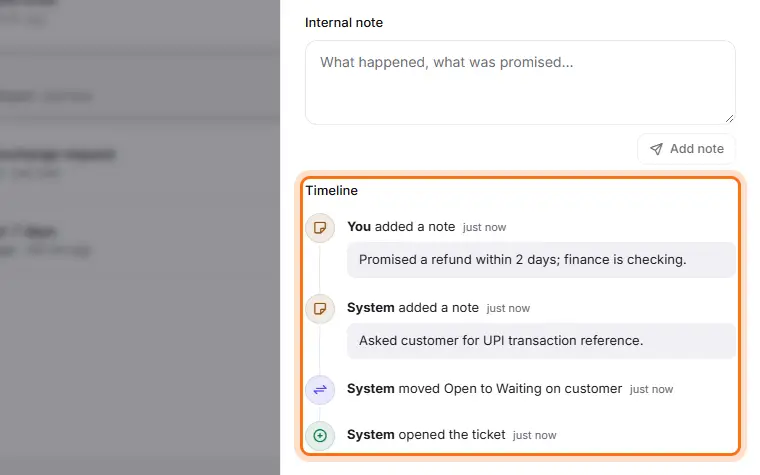 Internal note
What happened, what was promised...
Add note
Timeline
You added a note just now
Promised a refund within 2 days; finance is checking.
System added a note just now
Asked customer for UPI transaction reference.
System moved Open to Waiting on customer just now
System opened the ticket just now